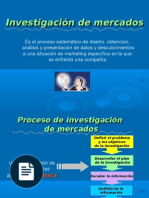 Investigación de mercados
Es el proceso sistemático de diseño, obtención,
análisis y presentación de datos y descubrimientos
a una situación de marketing específica en la que
se enfrenta una compañía.
Proceso de investigación
de mercados
Definir el problema
y los objetivos
de la investigación
Desarrollar el plan
de la investigación
Recabar la información
Análisis de la
información